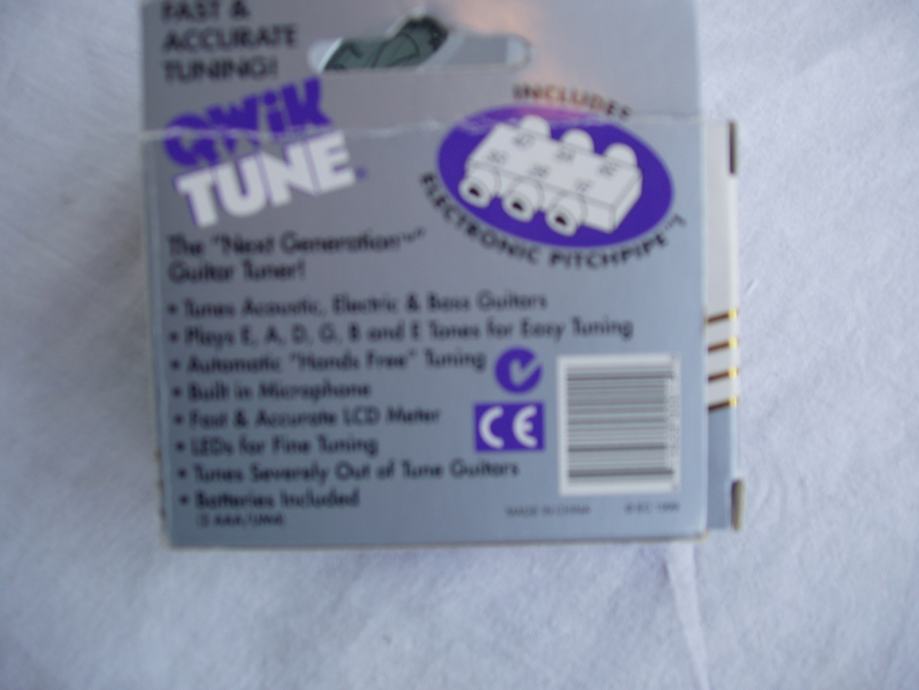 FAST &
ACCURATE
TUNING!
QWiK
TUNE
INCLUDES
ELECTRONIC PITCHPIPE™!
The "Next Generation™"
Guitar Tuner!
• Tunes Acoustic, Electric & Bass Guitars
• Plays E, A, D, G, B and E Tones for Easy Tuning
• Automatic "Hands Free" Tuning
• Built in Microphone
• Fast & Accurate LCD Meter
• LEDs for Fine Tuning
• Tunes Severely Out of Tune Guitars
• Batteries Included
CE
MADE IN CHINA